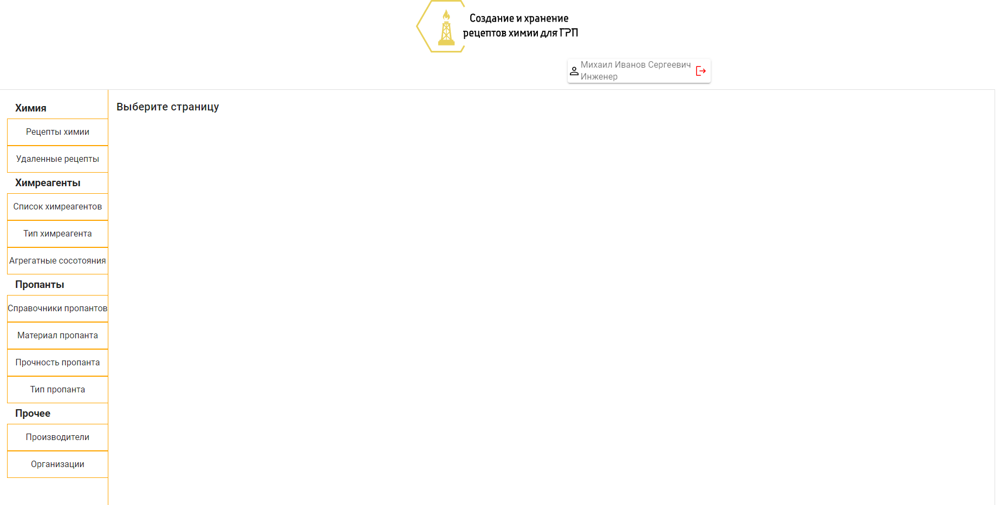 Создание и хранение
рецептов химии для ГРП
Михаил Иванов Сергеевич
Инженер
Химия
Рецепты химии
Удаленные рецепты
Химреагенты
Список химреагентов
Тип химреагента
Агрегатные сосотояния
Пропанты
Справочники пропантов
Материал пропанта
Прочность пропанта
Тип пропанта
Прочее
Производители
Организации
Выберите страницу